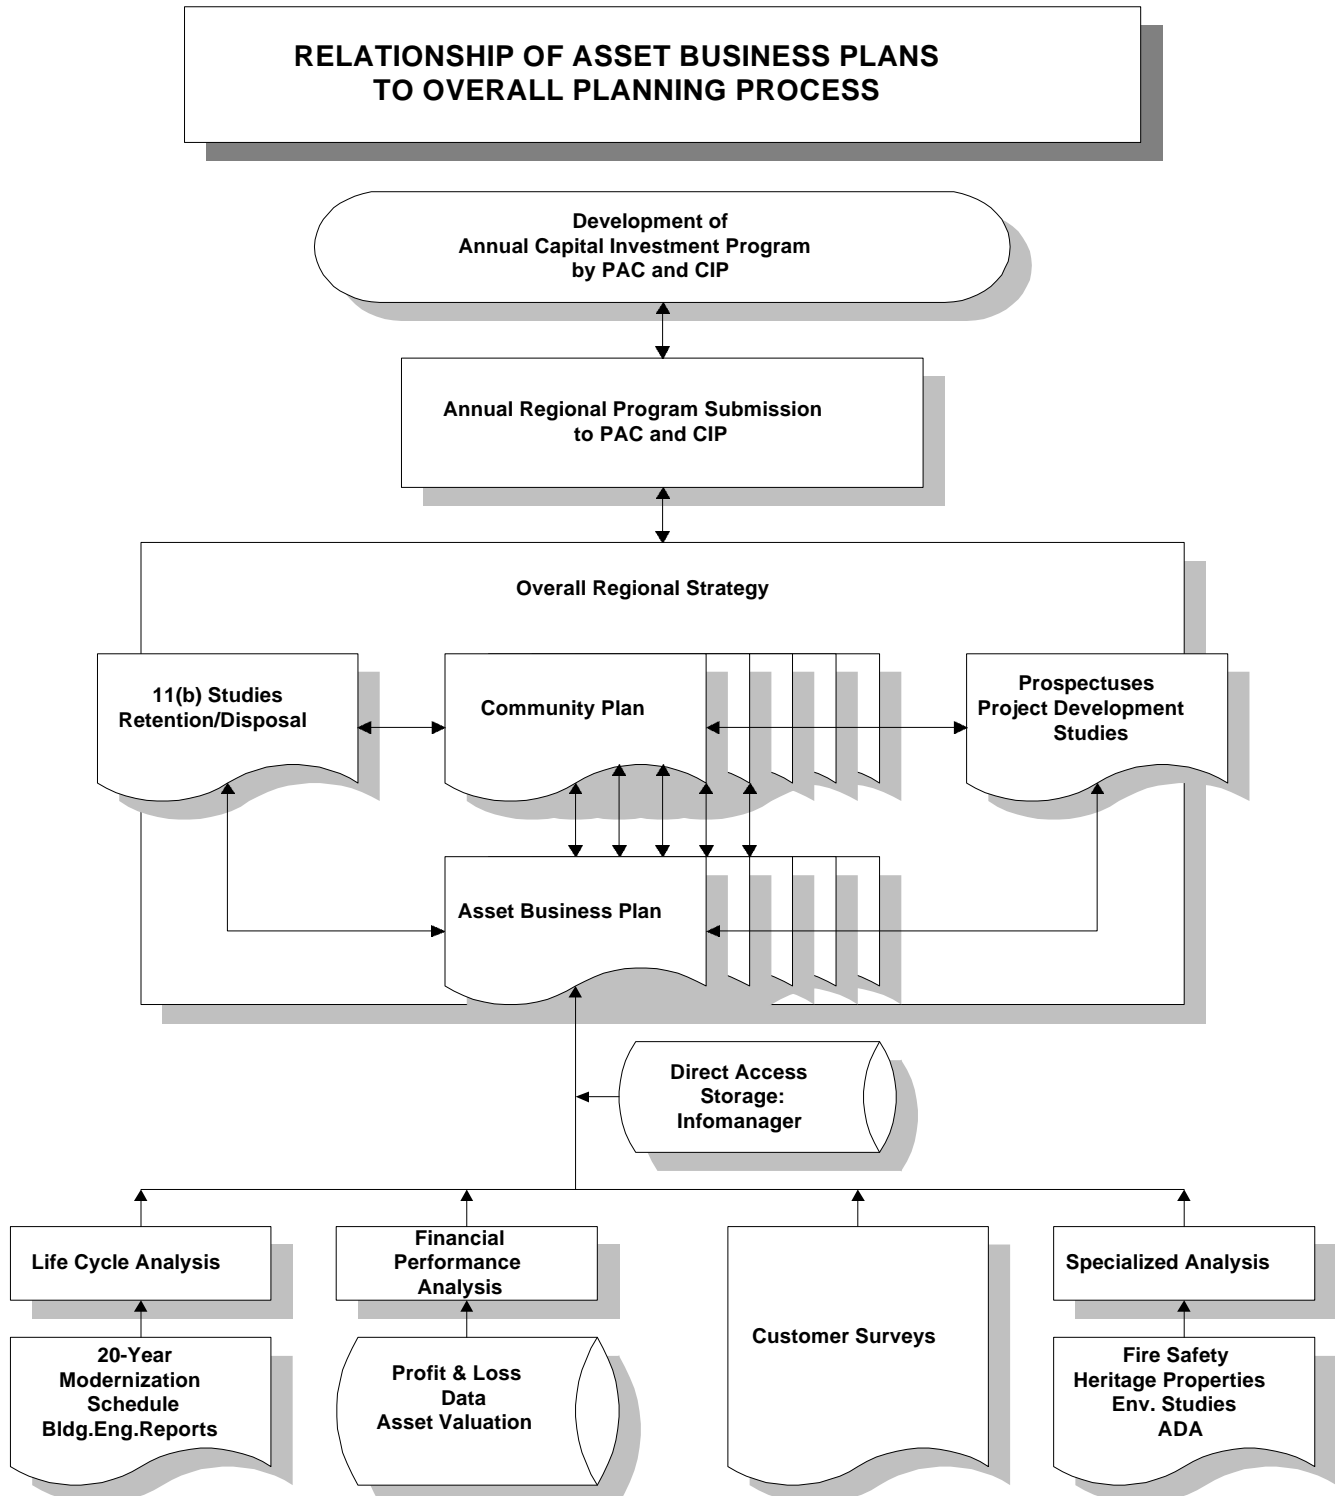 RELATIONSHIP OF ASSET BUSINESS PLANS
TO OVERALL PLANNING PROCESS
Development of
Annual Capital Investment Program
by PAC and CIP
Annual Regional Program Submission
to PAC and CIP
Overall Regional Strategy
11(b) Studies
Retention/Disposal
Community Plan
Prospectuses
Project Development
Studies
Asset Business Plan
Direct Access
Storage:
Infomanager
Life Cycle Analysis
Financial
Performance
Analysis
Specialized Analysis
20-Year
Modernization
Schedule
Bldg.Eng.Reports
Profit & Loss
Data
Asset Valuation
Customer Surveys
Fire Safety
Heritage Properties
Env. Studies
ADA